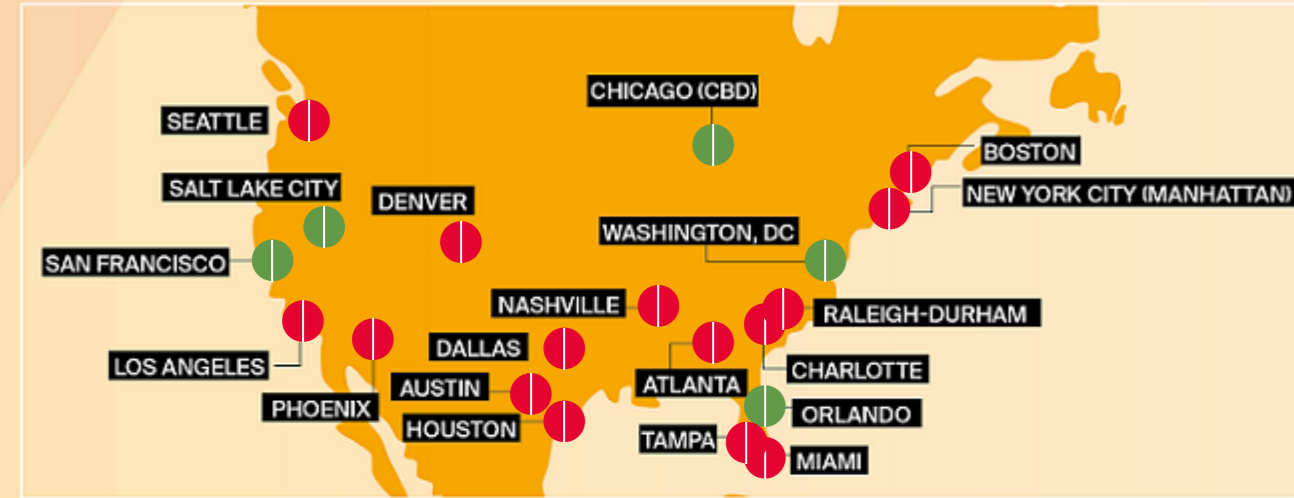 CHICAGO (CBD)
SEATTLE
BOSTON
SALT LAKE CITY
DENVER
NEW YORK CITY (MANHATTAN)
WASHINGTON, DC
SAN FRANCISCO
NASHVILLE
RALEIGH-DURHAM
DALLAS
LOS ANGELES
CHARLOTTE
AUSTIN
ATLANTA
PHOENIX
ORLANDO
HOUSTON
TAMPA
MIAMI